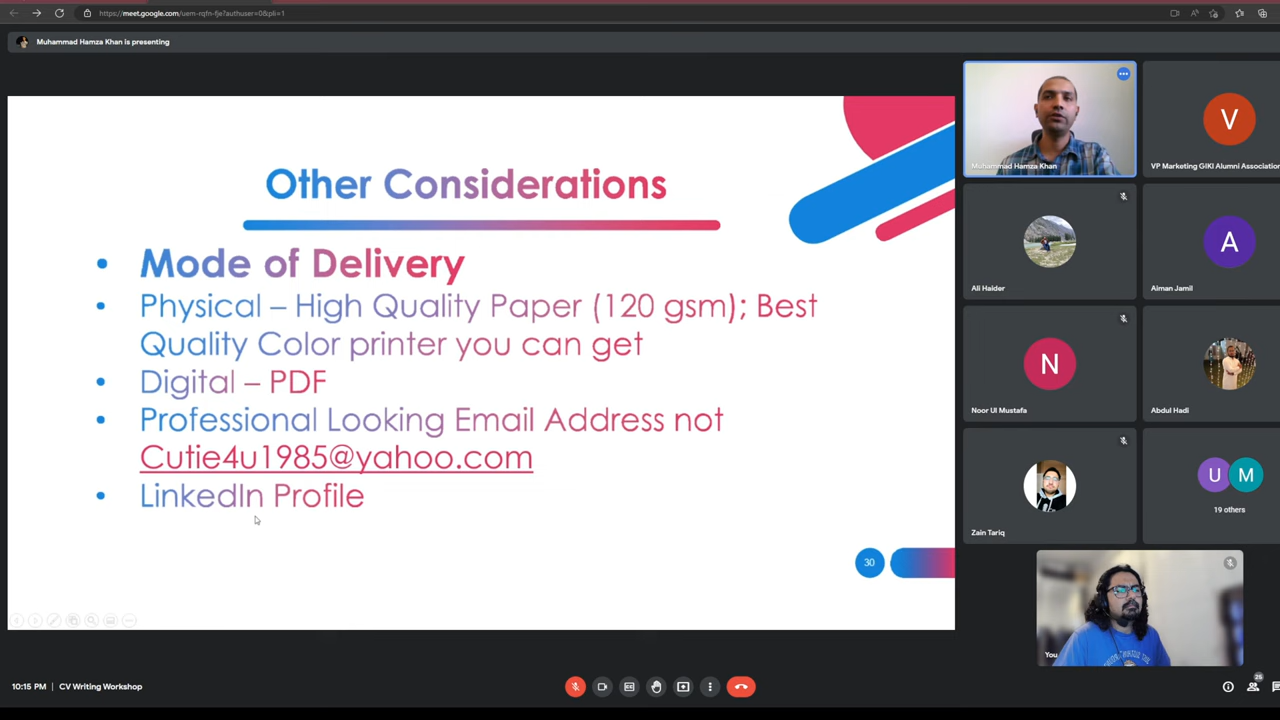 https://meet.google.com/uem-rqfn-fje?authuser=0&pli=1
Muhammad Hamza Khan is presenting
Other Considerations
• Mode of Delivery
• Physical – High Quality Paper (120 gsm); Best
Quality Color printer you can get
• Digital – PDF
• Professional Looking Email Address not
Cutie4u1985@yahoo.com
• LinkedIn Profile
30
Muhammad Hamza Khan
V
VP Marketing GIKI Alumni Association
Ali Haider
A
Aiman Jamil
N
Noor Ul Mustafa
Abdul Hadi
Zain Tariq
U M
19 others
You
10:15 PM | CV Writing Workshop